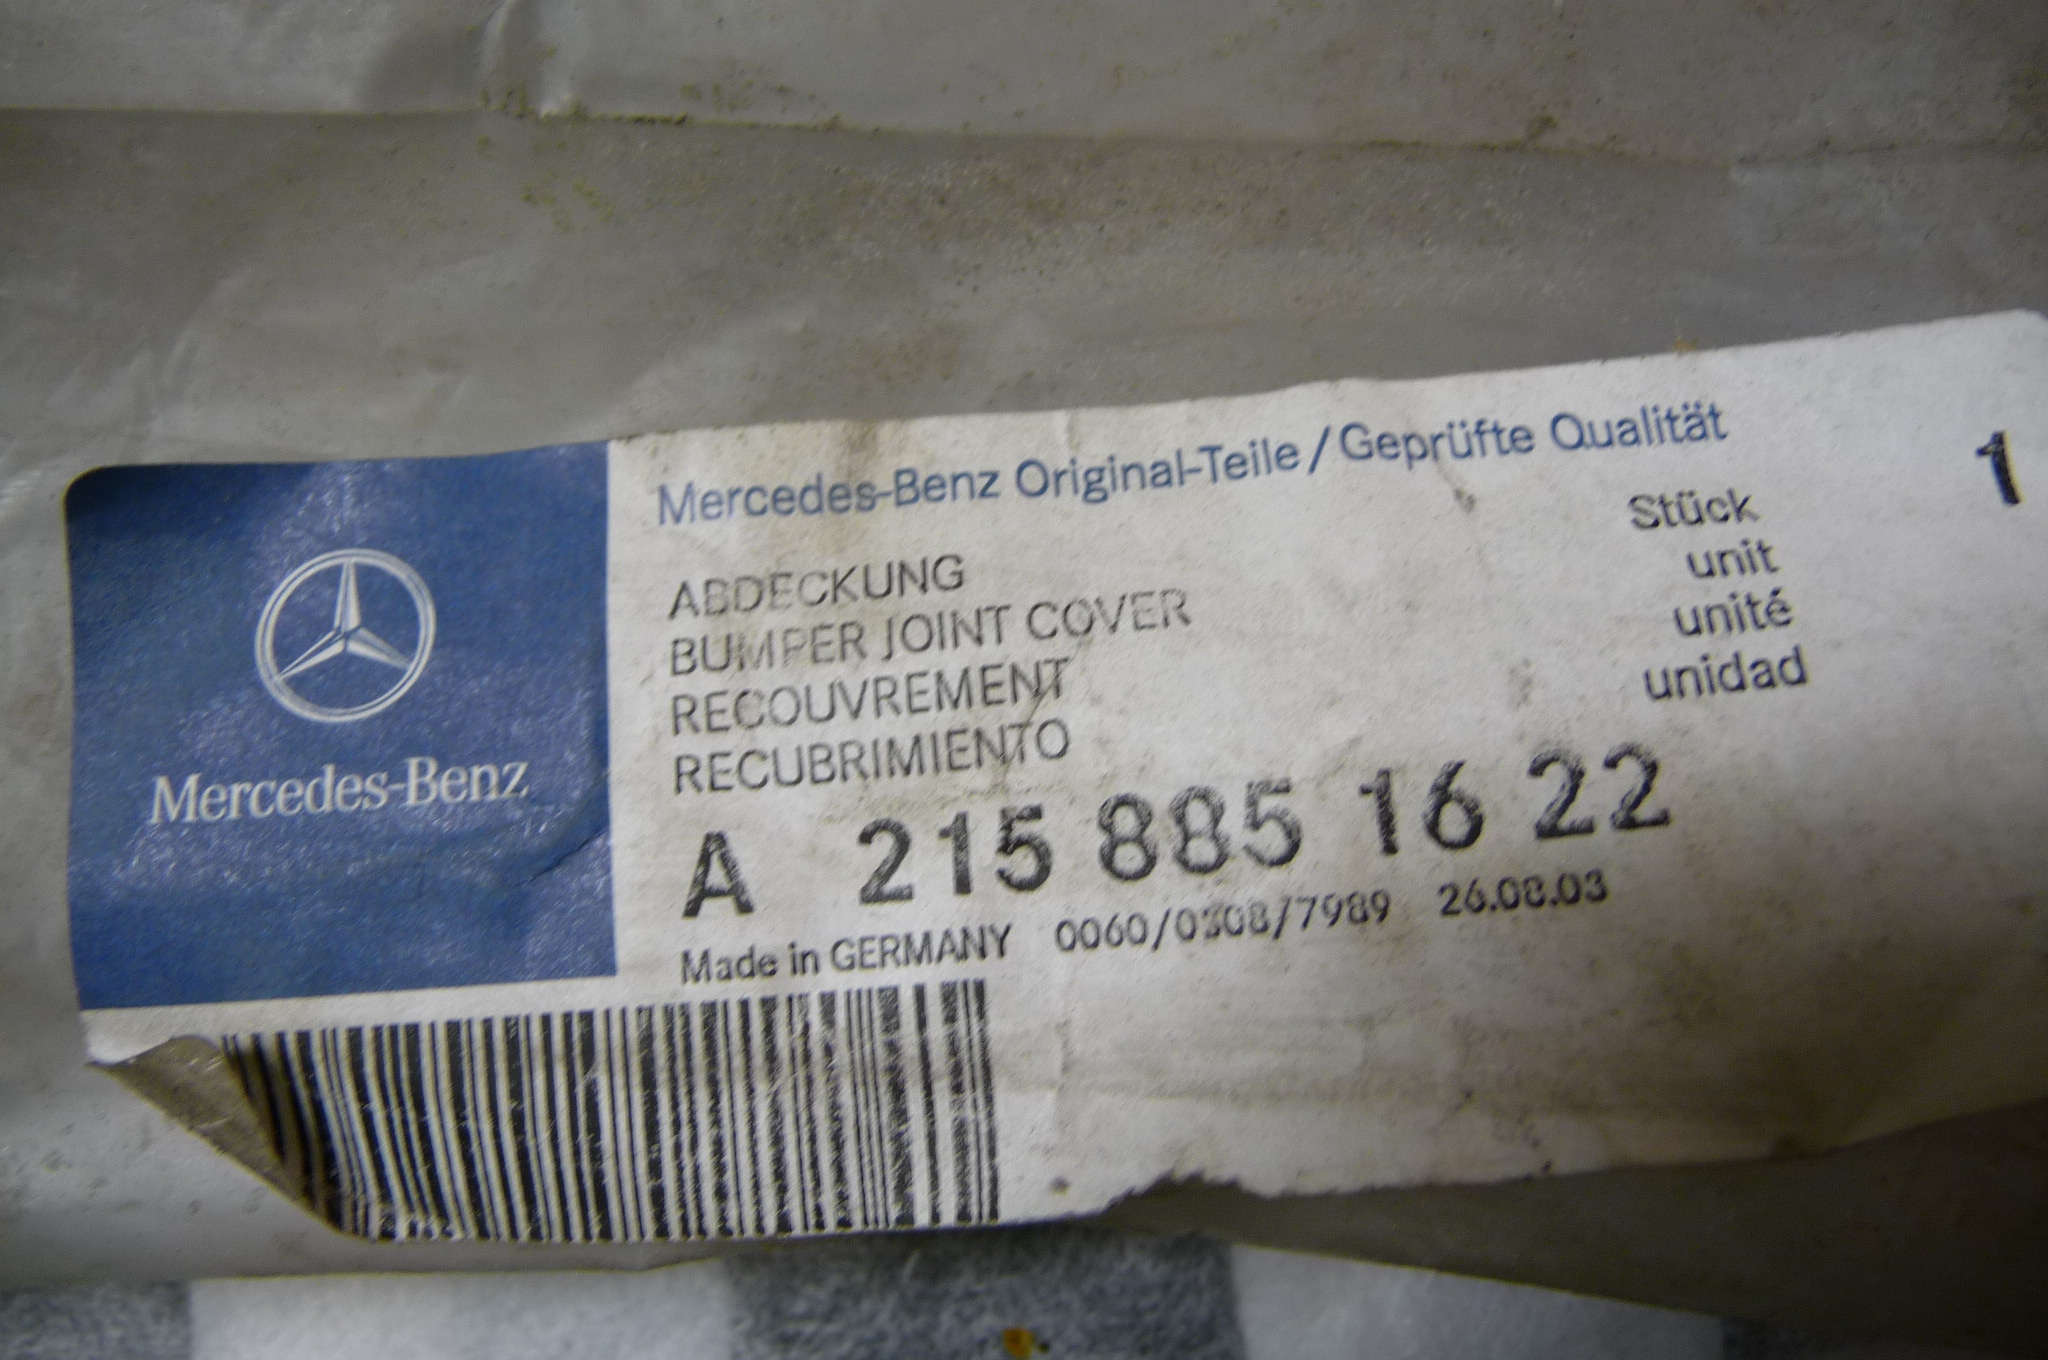 Mercedes-Benz
Mercedes-Benz Original-Teile / Geprüfte Qualität
ABDECKUNG
BUMPER JOINT COVER
RECOUVREMENT
RECUBRIMIENTO
Stück 1
unit
unité
unidad
A 215 885 16 22
Made in GERMANY 0060/0308/7989 26.08.03